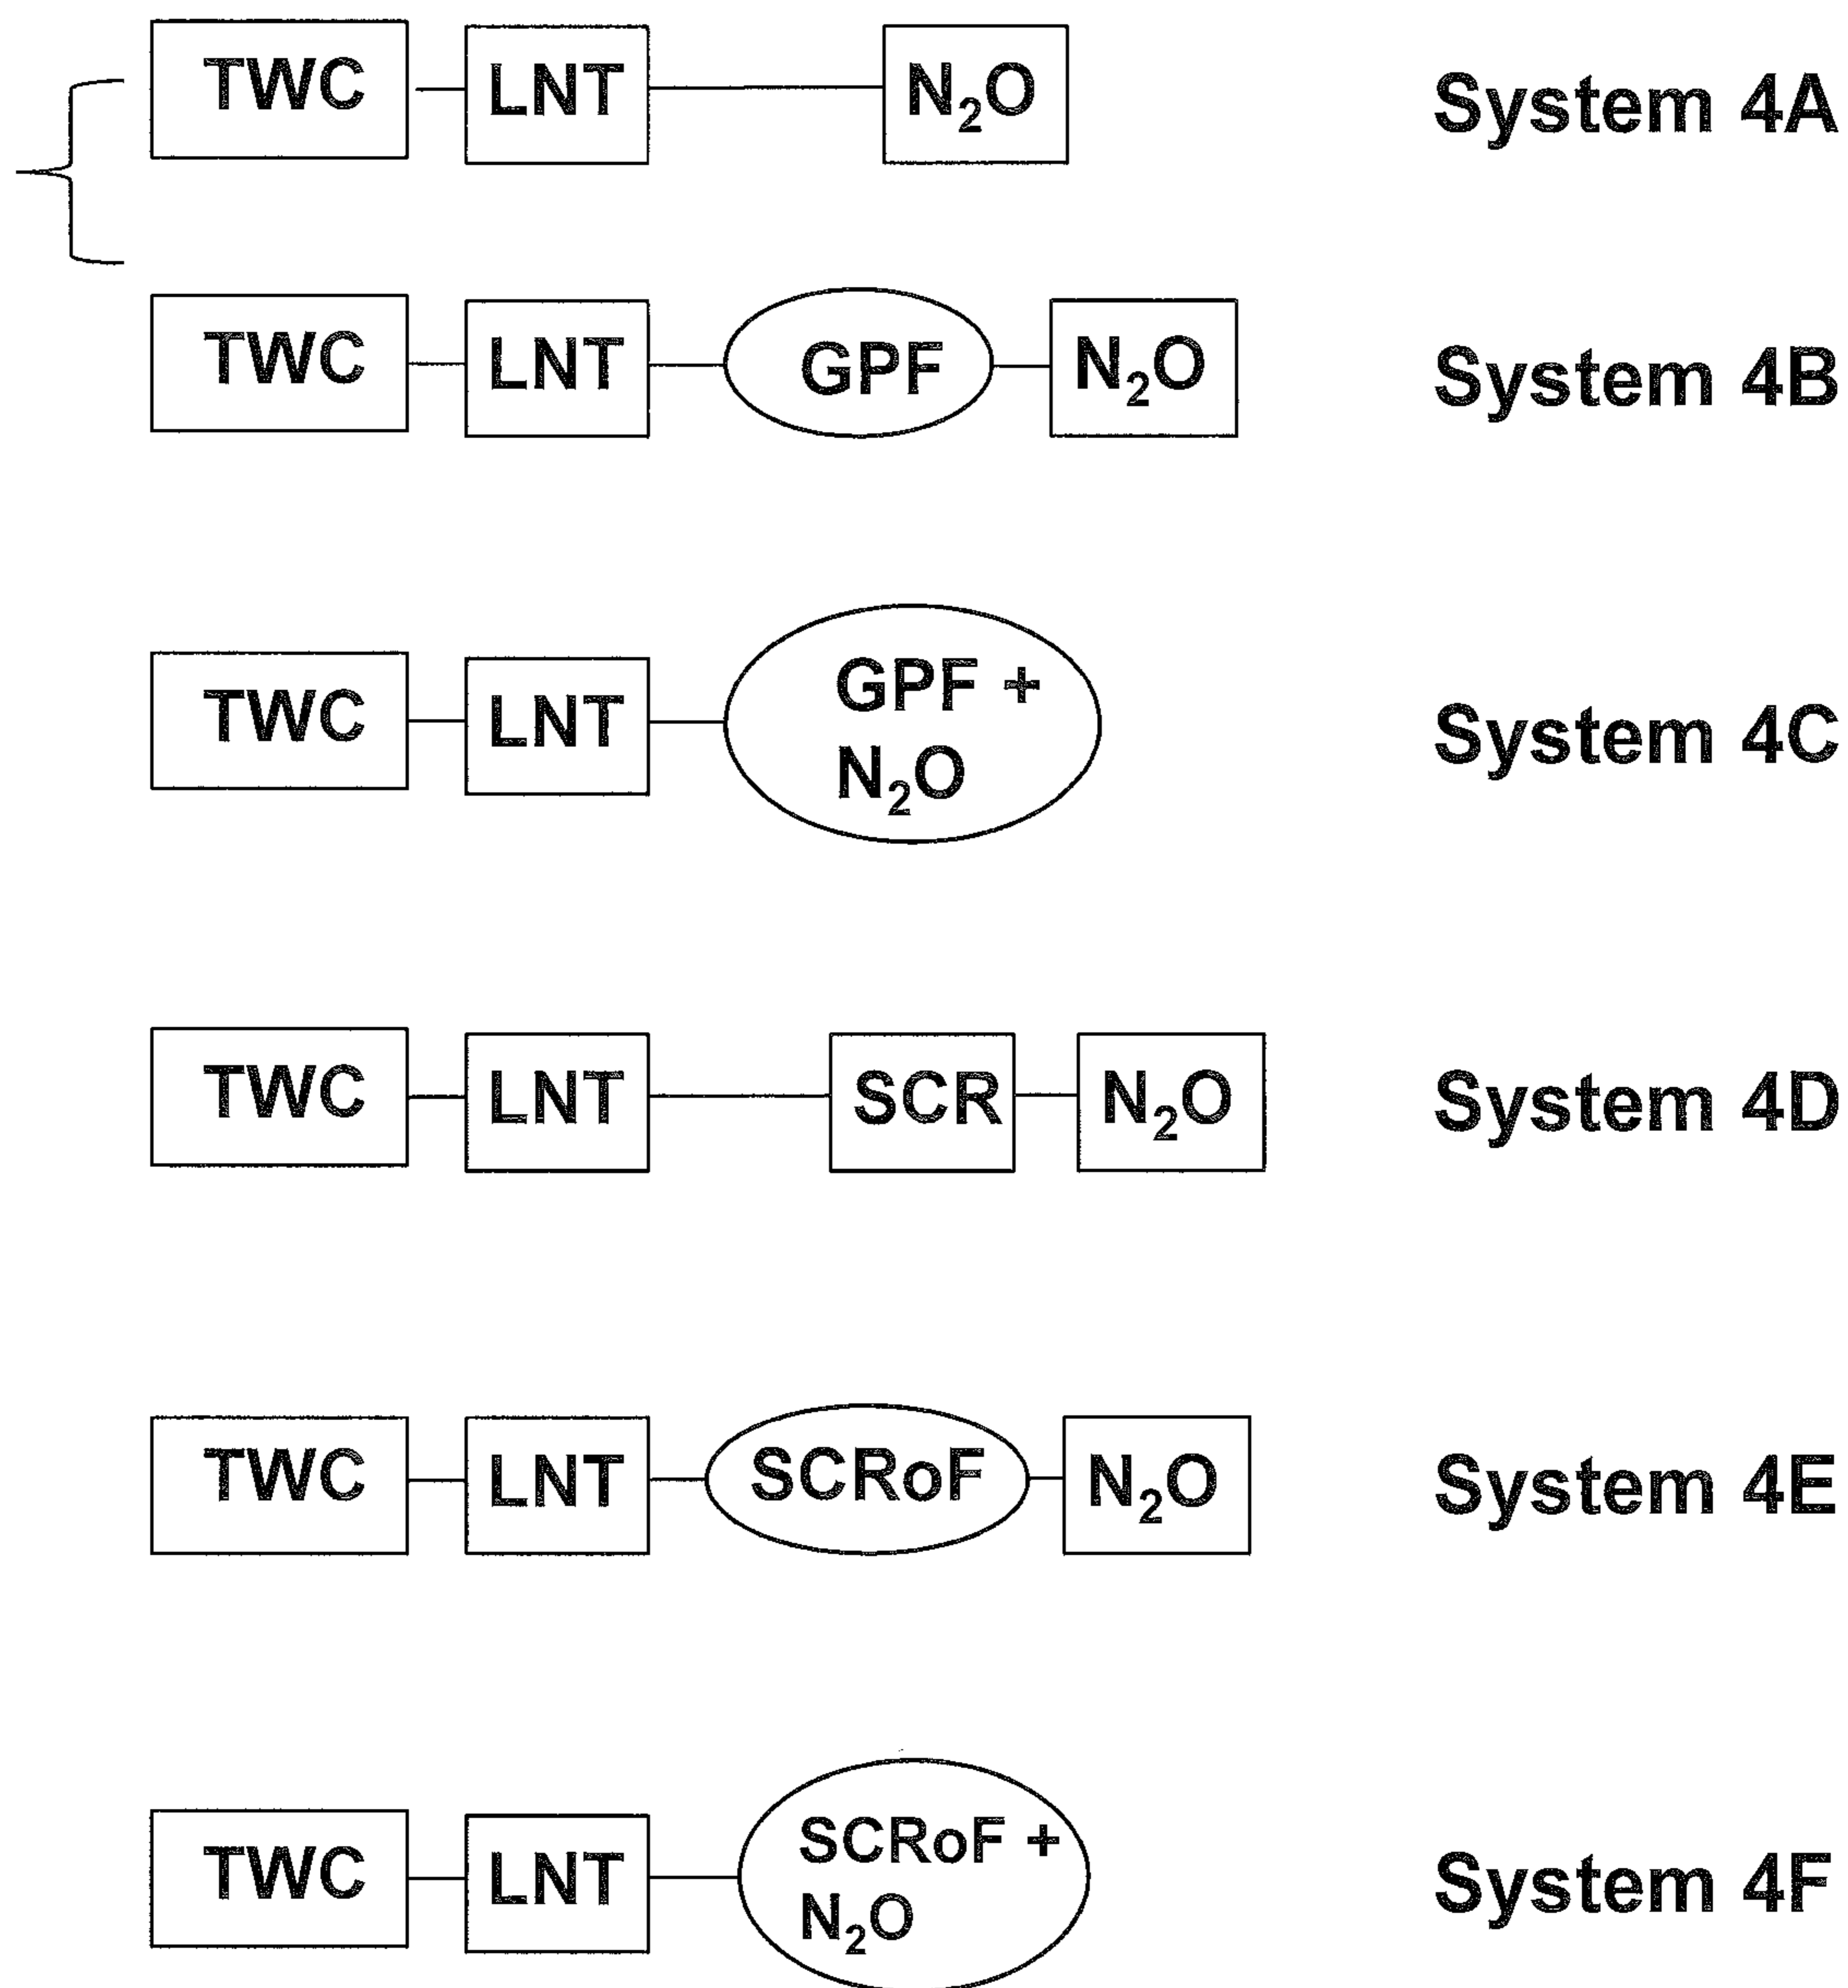 TWC LNT N₂O System 4A
TWC LNT GPF N₂O System 4B
TWC LNT GPF + N₂O System 4C
TWC LNT SCR N₂O System 4D
TWC LNT SCRoF N₂O System 4E
TWC LNT SCRoF + N₂O System 4F